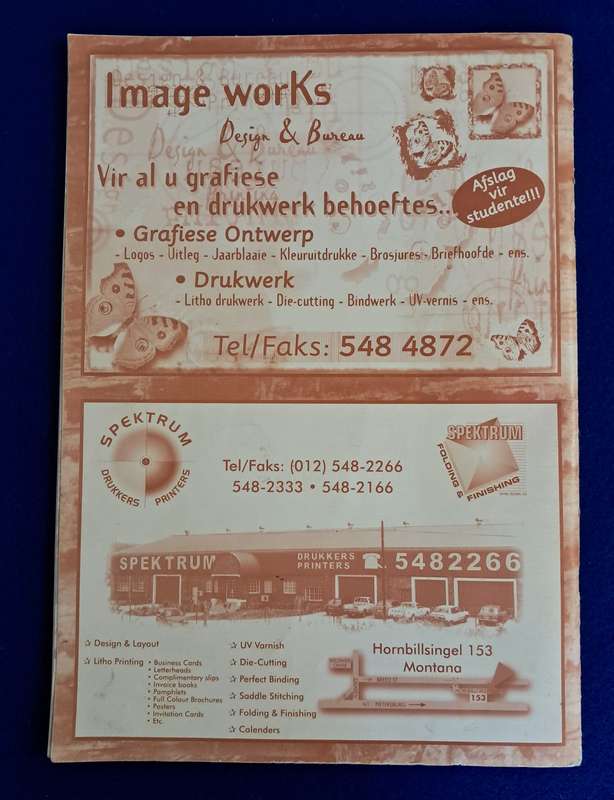 Image worKs
Design & Bureau
Design & Bureau
Vir al u grafiese
en drukwerk behoeftes..
Afslag
vir
studente!!!
• Grafiese Ontwerp
- Logos - Uitleg - Jaarblaaie - Kleuruitdrukke - Brosjures - Briefhoofde - ens.
• Drukwerk
- Litho drukwerk - Die-cutting - Bindwerk - UV-vernis - ens.
Tel/Faks: 548 4872
SPEKTRUM
DRUKKERS PRINTERS
Tel/Faks: (012) 548-2266
548-2333 • 548-2166
SPEKTRUM
FOLDING & FINISHING
SPEKTRUM
DRUKKERS
PRINTERS
☎ 5482266
✰ Design & Layout
✰ Litho Printing
• Business Cards
• Letterheads
• Complimentary slips
• Invoice books
• Pamphlets
• Full Colour Brochures
• Posters
• Invitation Cards
• Etc.
✰ UV Varnish
✰ Die-Cutting
✰ Perfect Binding
✰ Saddle Stitching
✰ Folding & Finishing
✰ Calenders
Hornbillsingel 153
Montana
153